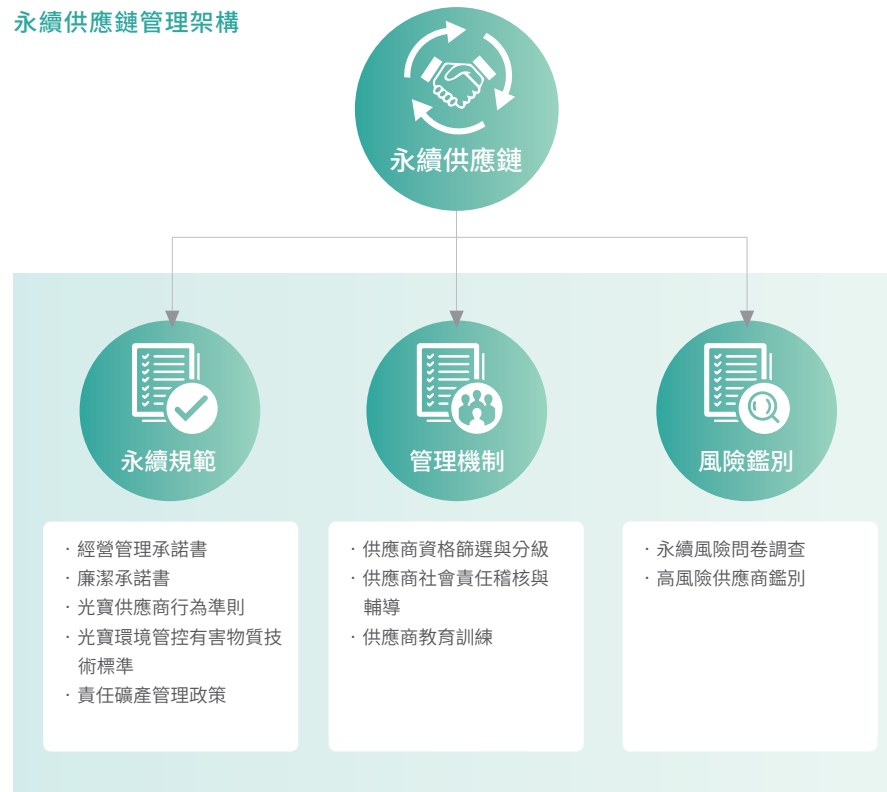 永續供應鏈管理架構
永續供應鏈
永續規範
· 經營管理承諾書
· 廉潔承諾書
· 光寶供應商行為準則
· 光寶環境管控有害物質技
術標準
· 責任礦產管理政策
管理機制
· 供應商資格篩選與分級
· 供應商社會責任稽核與
輔導
· 供應商教育訓練
風險鑑別
· 永續風險問卷調查
· 高風險供應商鑑別